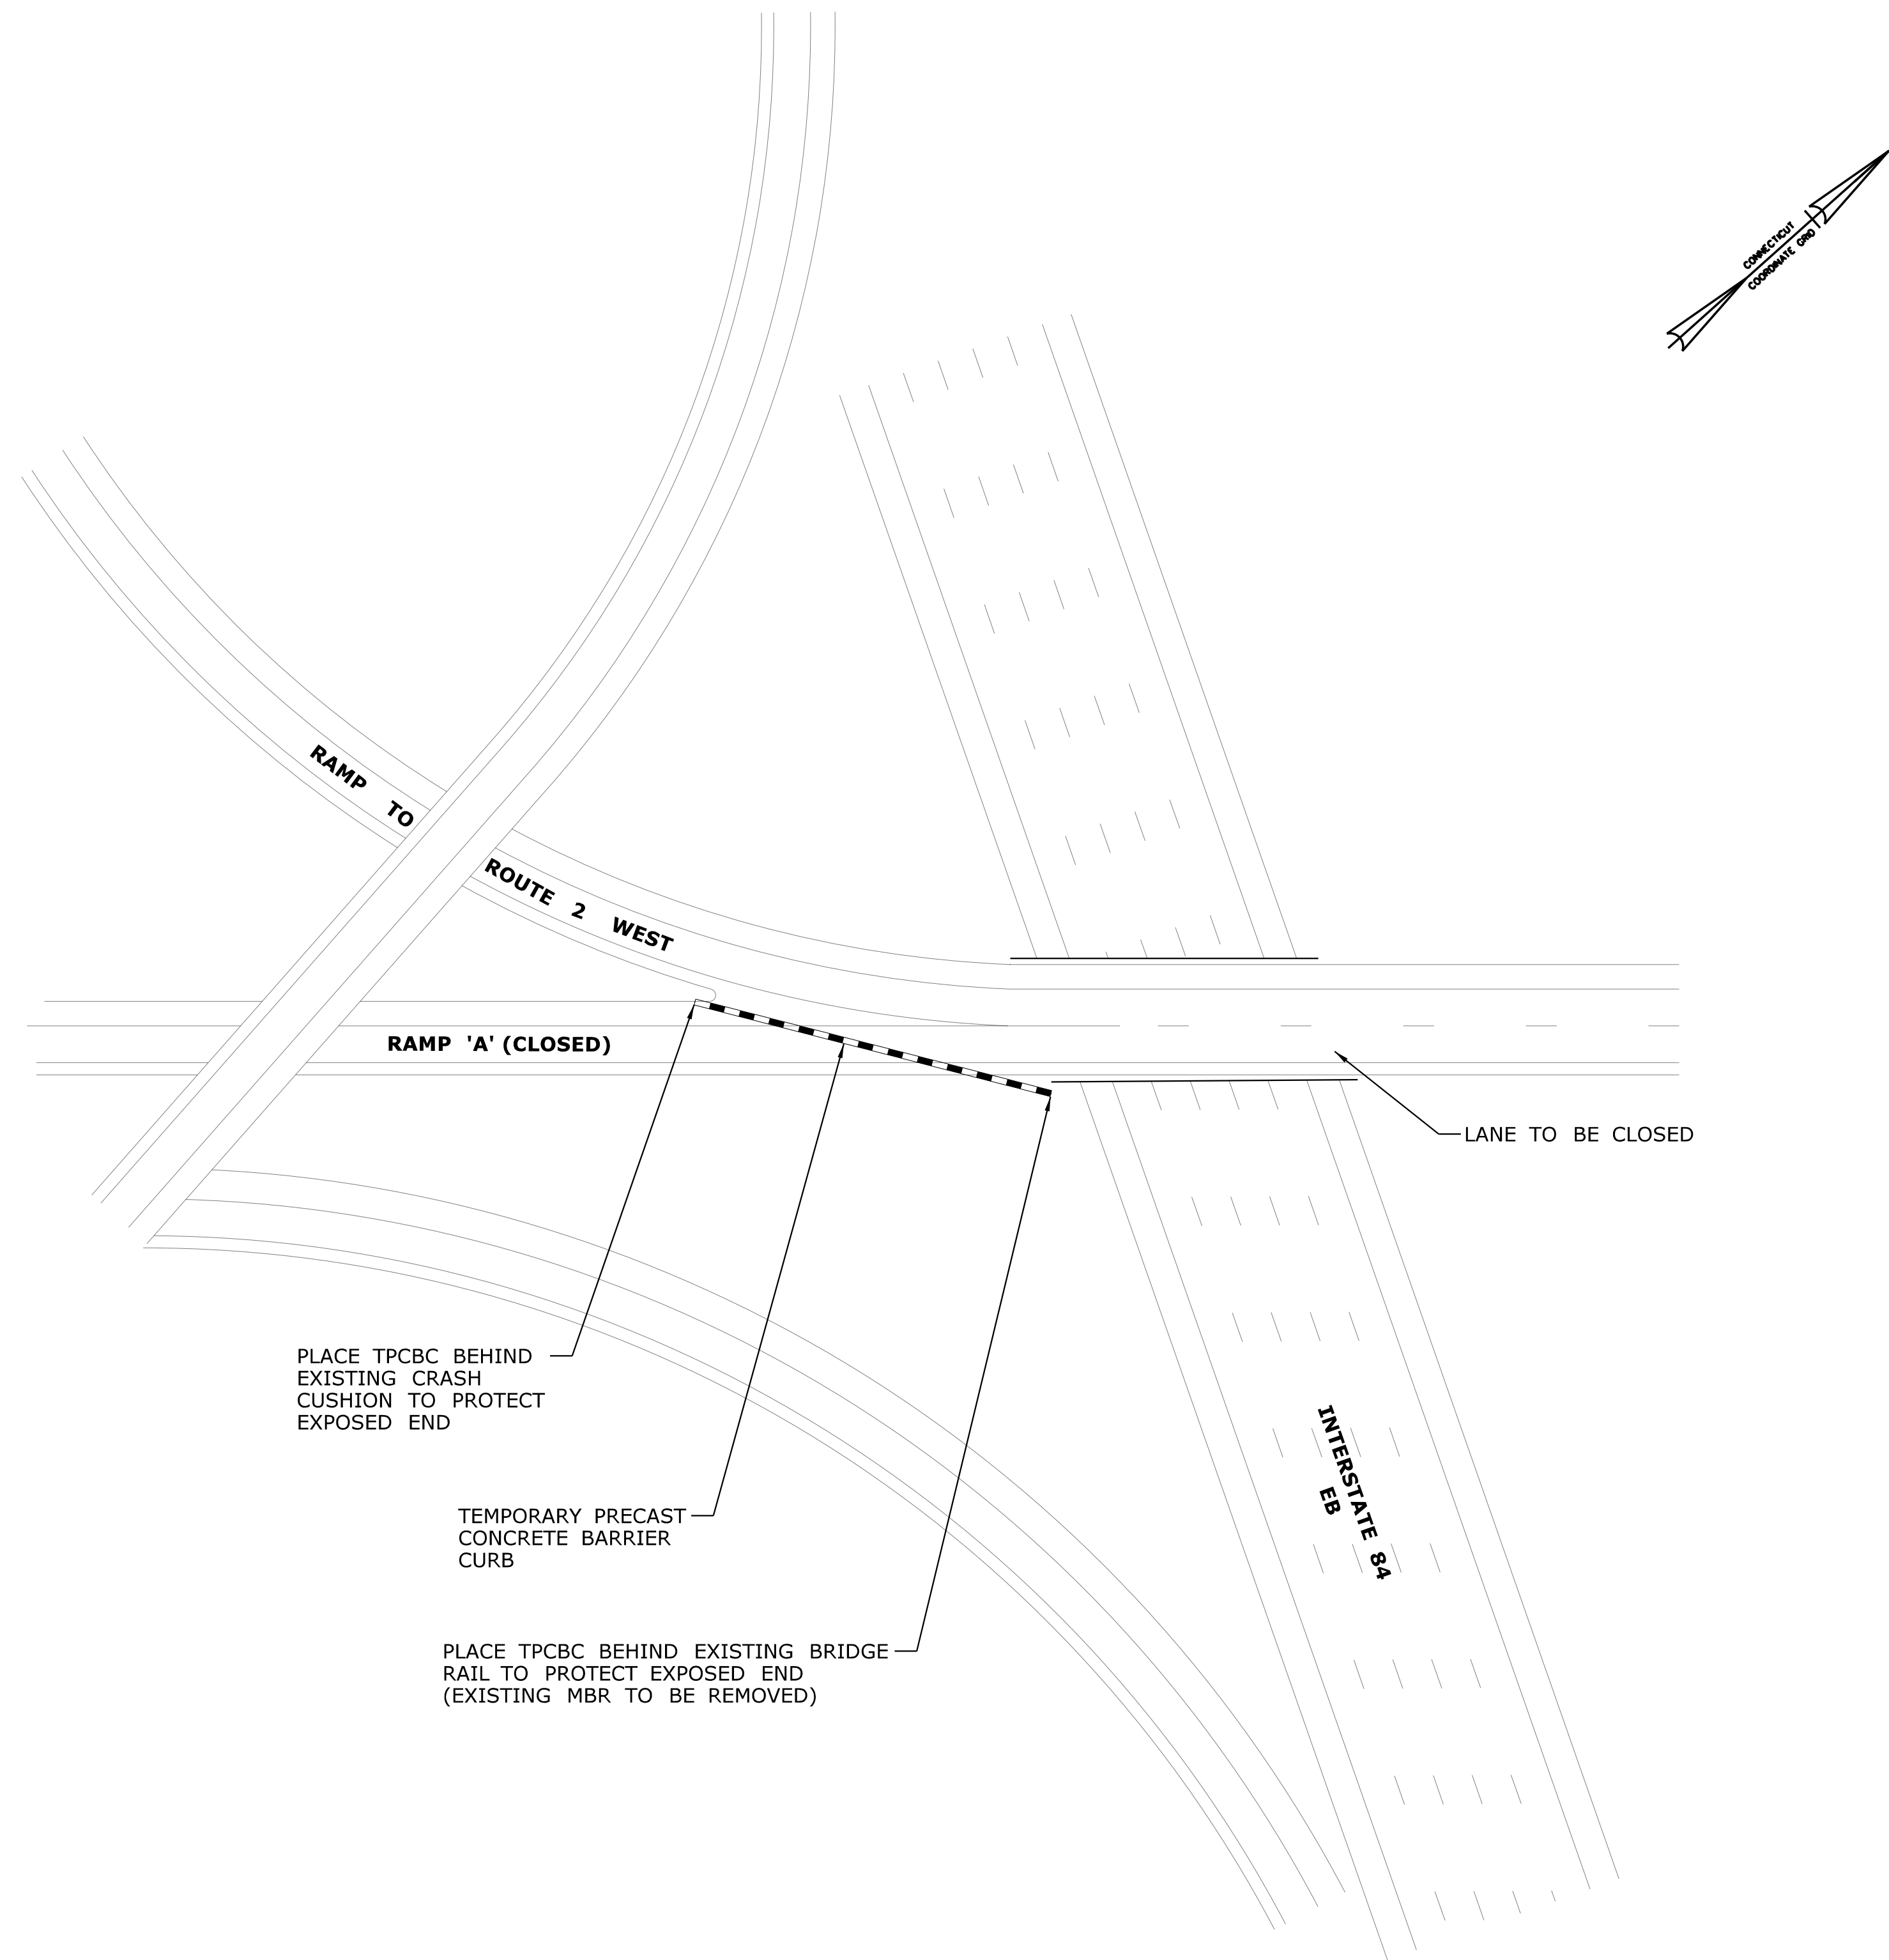 CONNECTICUT
COORDINATE GRID
RAMP TO
ROUTE 2 WEST
RAMP 'A' (CLOSED)
LANE TO BE CLOSED
PLACE TPCBC BEHIND
EXISTING CRASH
CUSHION TO PROTECT
EXPOSED END
TEMPORARY PRECAST
CONCRETE BARRIER
CURB
PLACE TPCBC BEHIND EXISTING BRIDGE
RAIL TO PROTECT EXPOSED END
(EXISTING MBR TO BE REMOVED)
INTERSTATE 84
EB